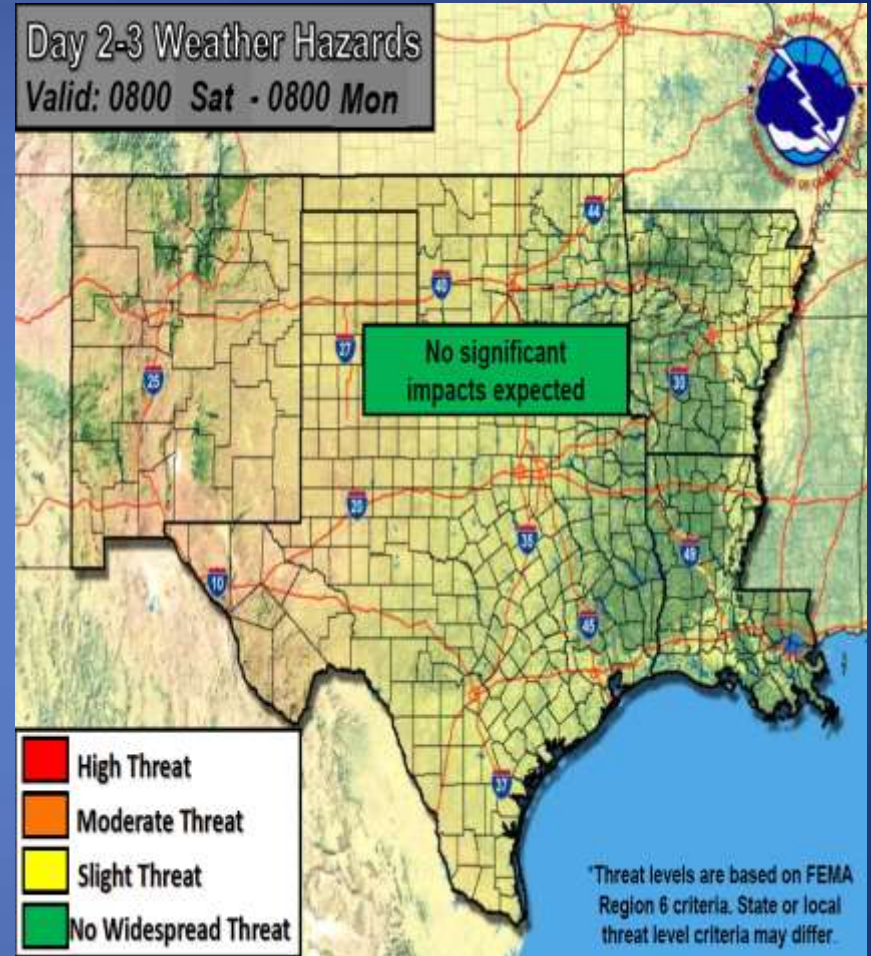 Day 2-3 Weather Hazards
Valid: 0800 Sat - 0800 Mon
44
40
27
25
No significant
impacts expected
30
20
35
49
10
45
37
High Threat
Moderate Threat
Slight Threat
No Widespread Threat
*Threat levels are based on FEMA
Region 6 criteria. State or local
threat level criteria may differ.